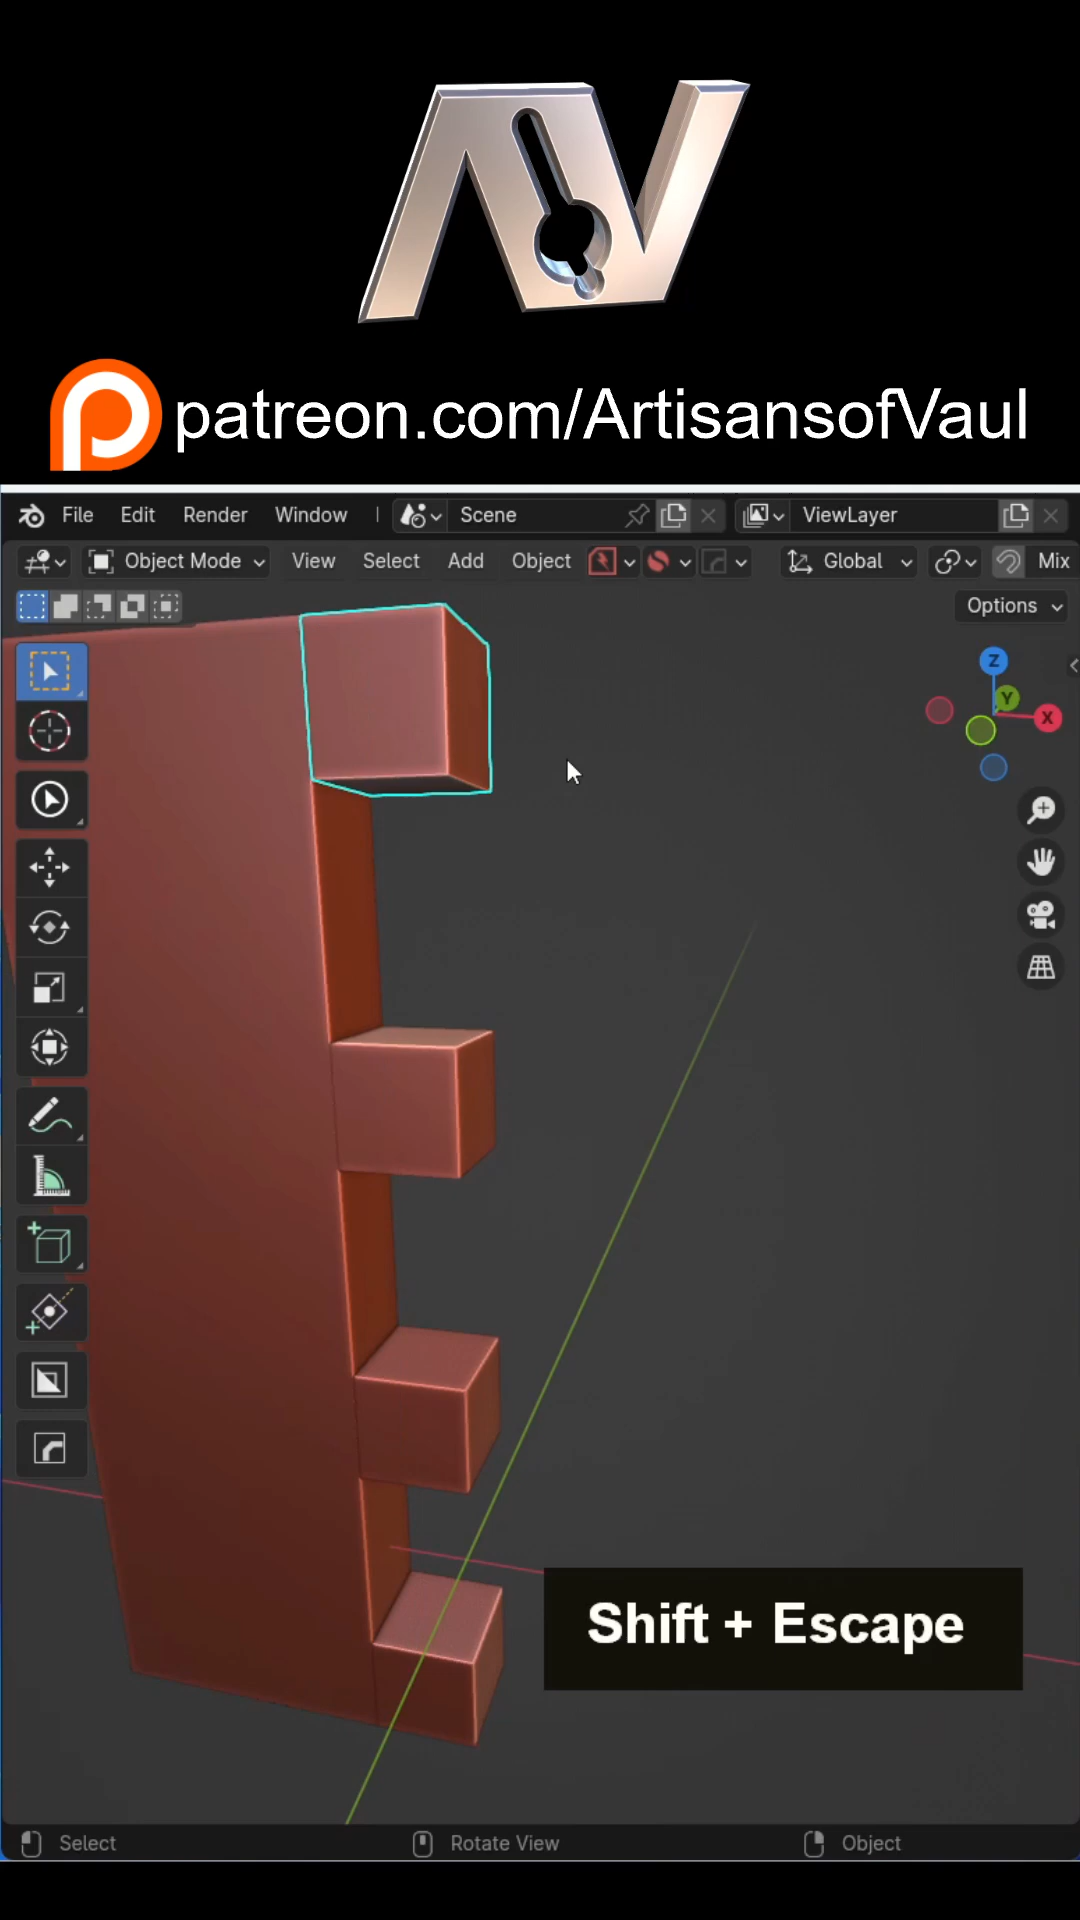 AV
patreon.com/ArtisansofVaul
File Edit Render Window Scene ViewLayer
Object Mode View Select Add Object Global Mix
Options
Z
Y
X
Shift + Escape
Select Rotate View Object